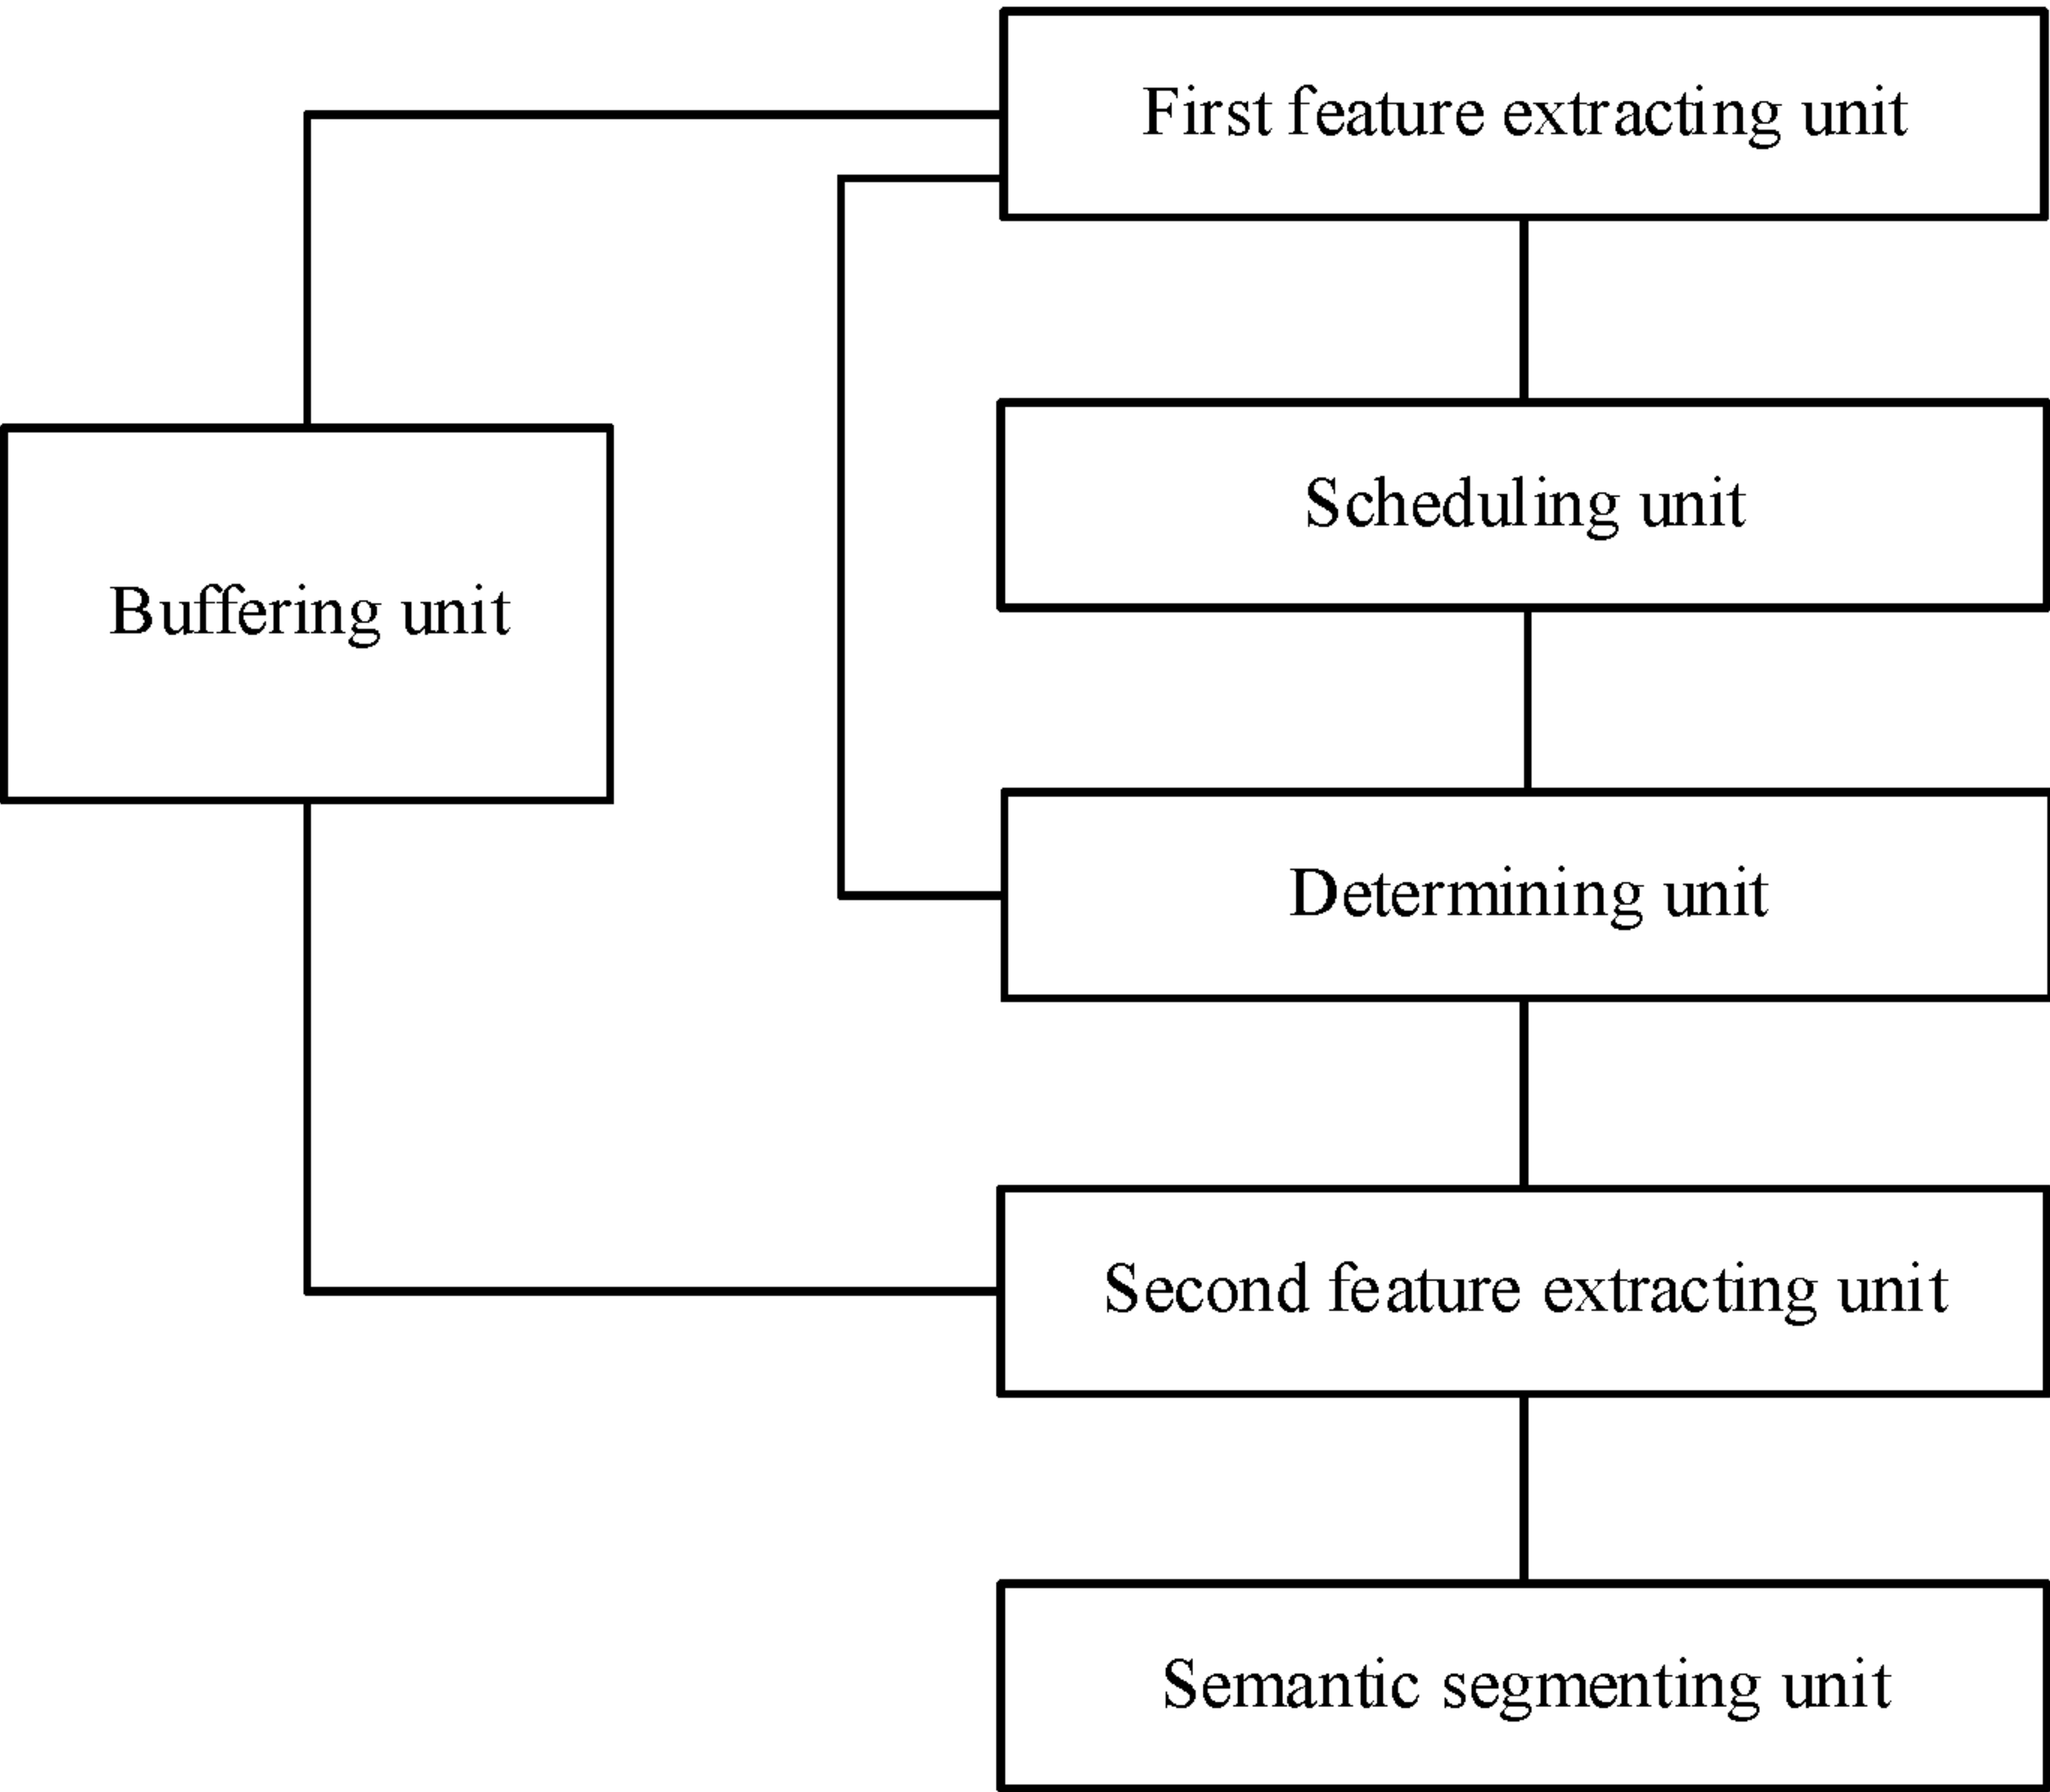 First feature extracting unit
Scheduling unit
Buffering unit
Determining unit
Second feature extracting unit
Semantic segmenting unit